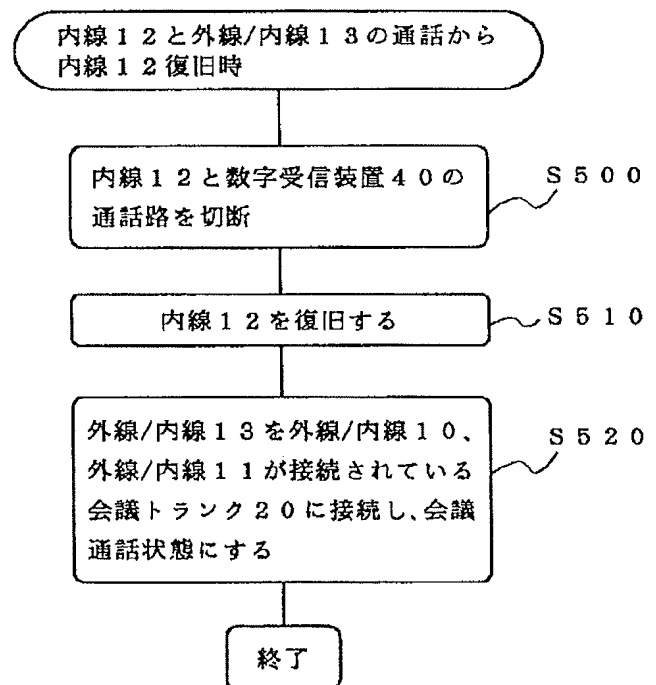 内線１２と外線/内線１３の通話から
内線１２復旧時
内線１２と数字受信装置４０の
通話路を切断
Ｓ５００
内線１２を復旧する
Ｓ５１０
外線/内線１３を外線/内線１０、
外線/内線１１が接続されている
会議トランク２０に接続し、会議
通話状態にする
Ｓ５２０
終了